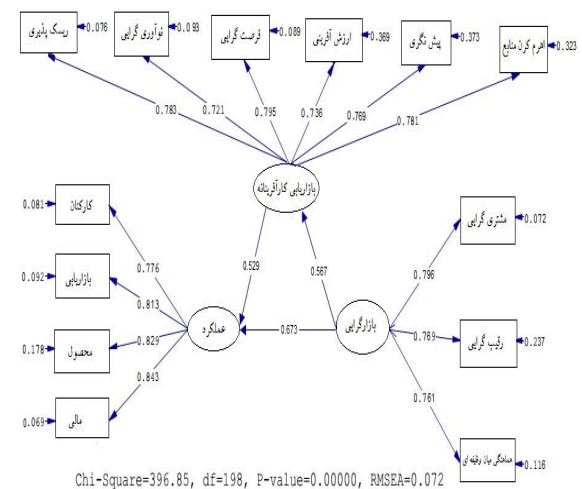 ریسک پذیری 0.076
نوآوری گرایی 0.093
فرصت گرایی 0.089
ارزش آفرینی 0.369
پیش نگری 0.373
اهرم کرن منابع 0.323
0.783
0.721
0.795
0.736
0.769
0.781
بازاریابی کارآفرینانه
0.081 کارکنان
0.092 بازاریابی
0.178 محصول
0.069 مالی
0.776
0.813
0.829
0.843
عملکرد
0.529
0.567
0.673
بازارگرایی
0.796
0.769
0.761
مشتری گرایی 0.072
رقیب گرایی 0.237
هماهنگی میان وظیفه ای 0.116
Chi-Square=396.85, df=198, P-value=0.00000, RMSEA=0.072